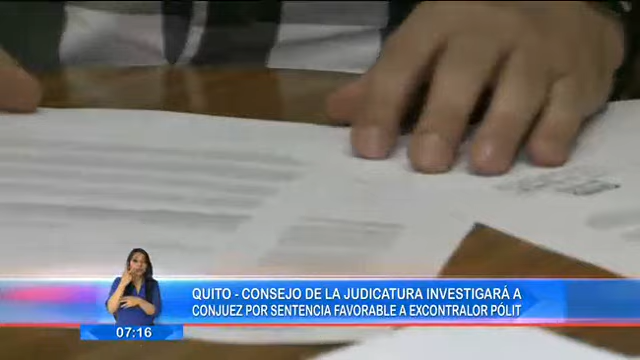 QUITO - CONSEJO DE LA JUDICATURA INVESTIGARÁ A
CONJUEZ POR SENTENCIA FAVORABLE A EXCONTRALOR PÓLIT
07:16